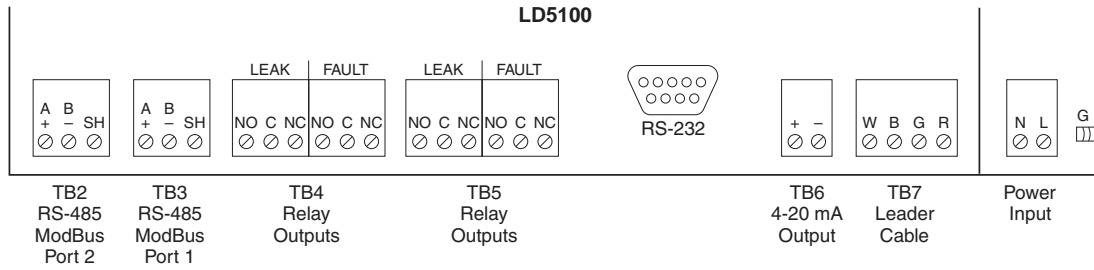 LD5100
LEAK FAULT LEAK FAULT
A B A B
+ – SH + – SH NO C NC NO C NC NO C NC NO C NC RS-232 + – W B G R N L G
TB2 TB3 TB4 TB5 TB6 TB7 Power
RS-485 RS-485 Relay Relay 4-20 mA Leader Input
ModBus ModBus Outputs Outputs Output Cable
Port 2 Port 1